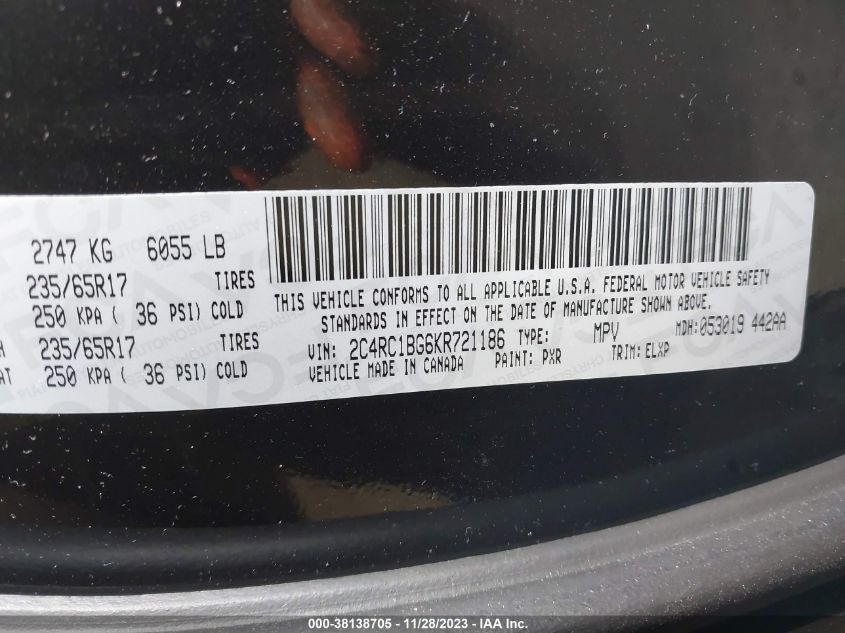 2747 KG 6055 LB
235/65R17 TIRES
250 KPA ( 36 PSI) COLD
235/65R17 TIRES
250 KPA ( 36 PSI) COLD
THIS VEHICLE CONFORMS TO ALL APPLICABLE U.S.A. FEDERAL MOTOR VEHICLE SAFETY
STANDARDS IN EFFECT ON THE DATE OF MANUFACTURE SHOWN ABOVE.
VIN: 2C4RC1BG6KR721186 TYPE: MPV MDH:053019 442AA
VEHICLE MADE IN CANADA PAINT: PXR TRIM: ELXP
000-38138705 - 11/28/2023 - IAA Inc.